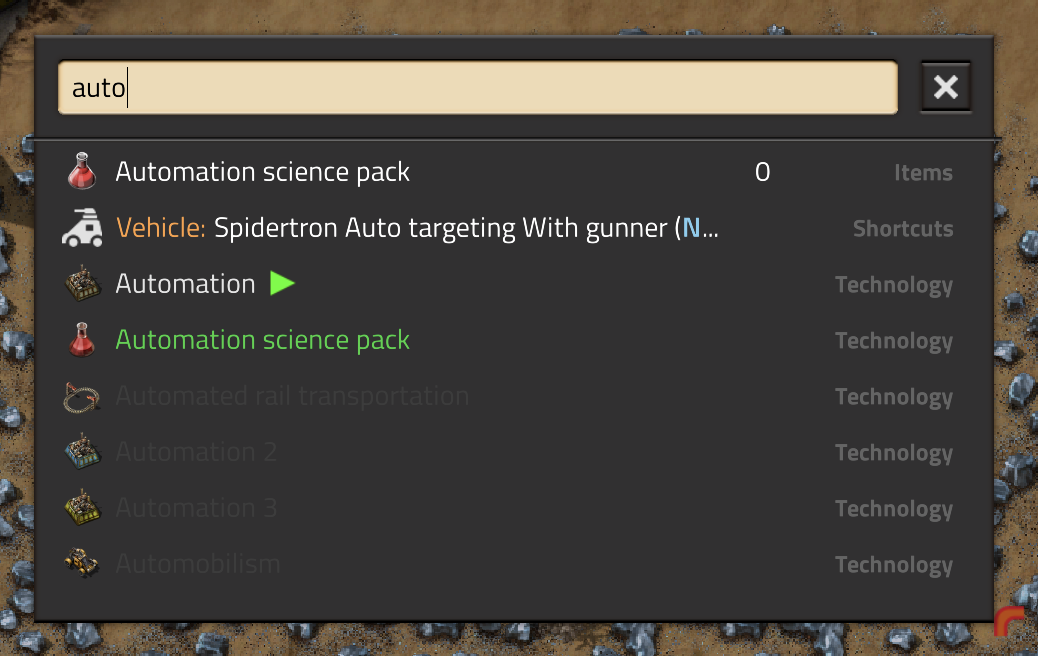 auto
Automation science pack 0 Items
Vehicle: Spidertron Auto targeting With gunner (N... Shortcuts
Automation Technology
Automation science pack Technology
Automated rail transportation Technology
Automation 2 Technology
Automation 3 Technology
Automobilism Technology